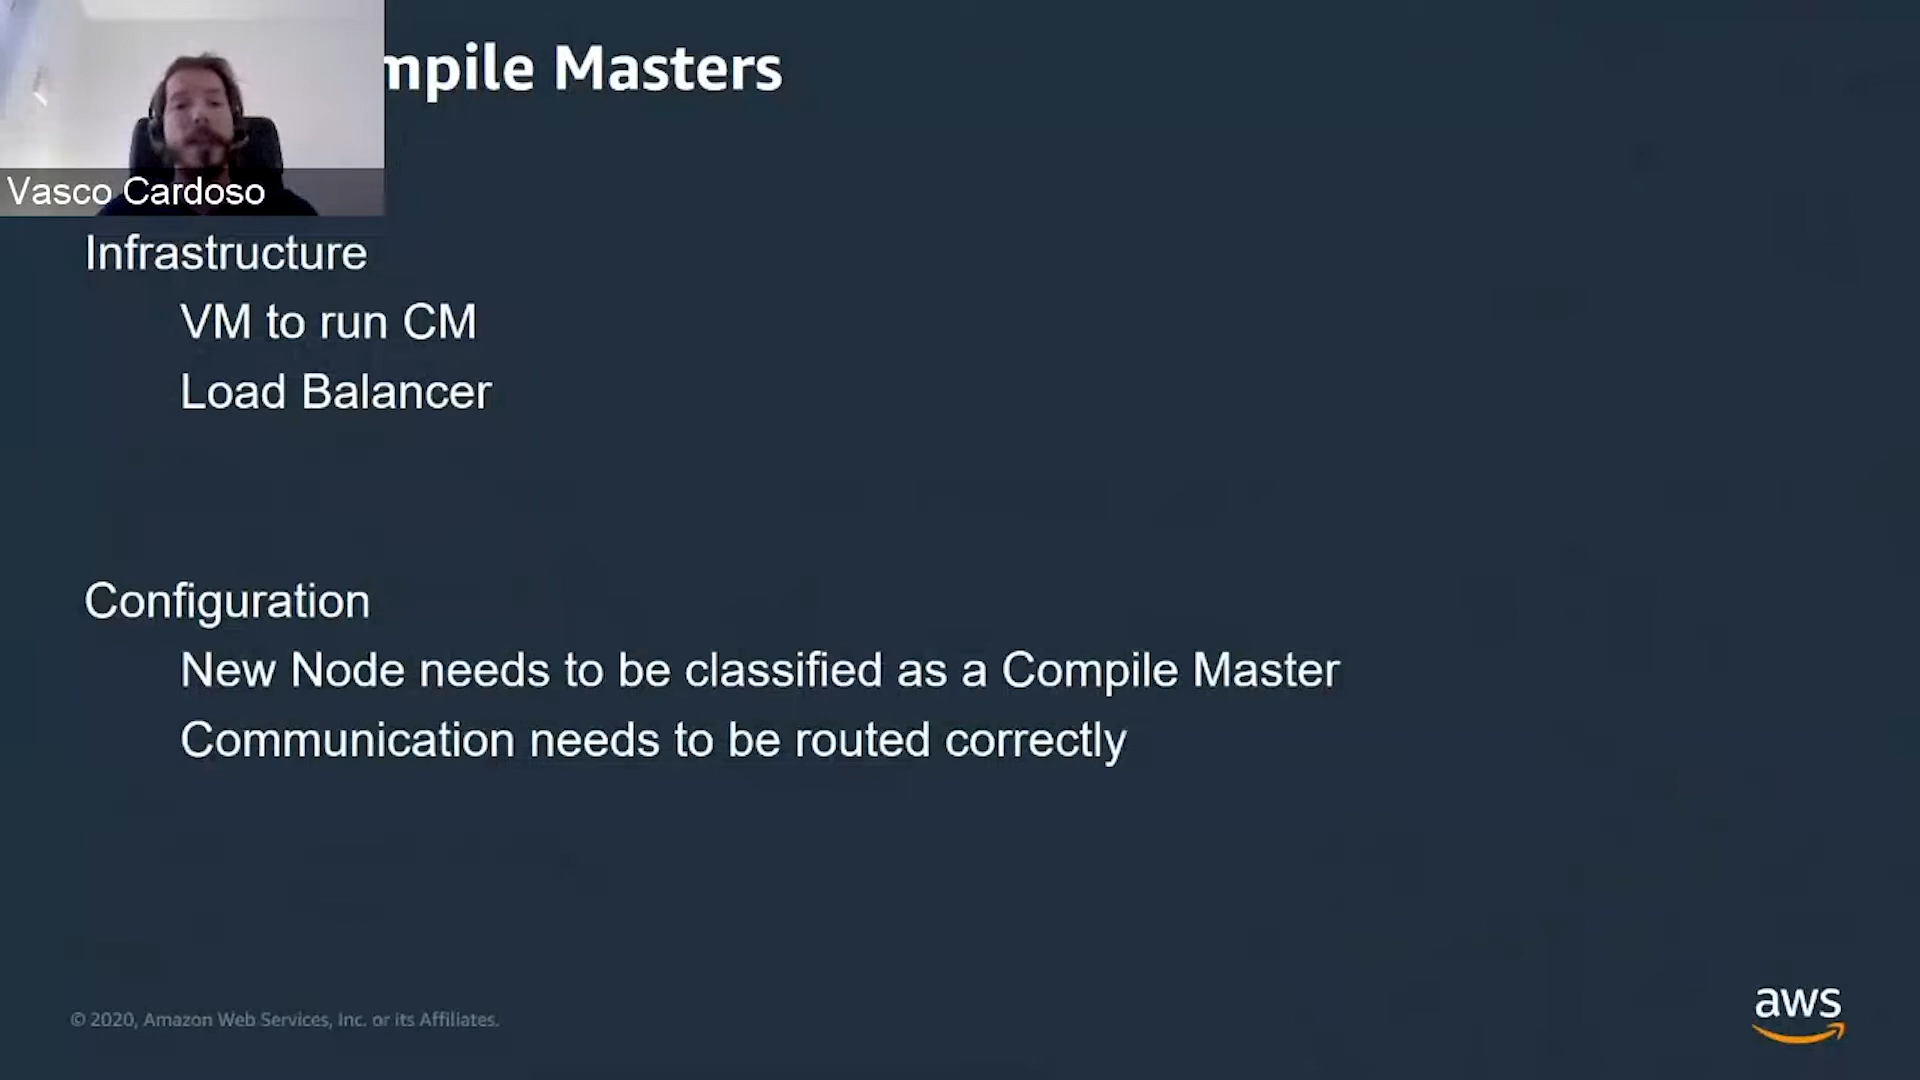 mpile Masters
Vasco Cardoso
Infrastructure
VM to run CM
Load Balancer
Configuration
New Node needs to be classified as a Compile Master
Communication needs to be routed correctly
© 2020, Amazon Web Services, Inc. or its Affiliates.
aws